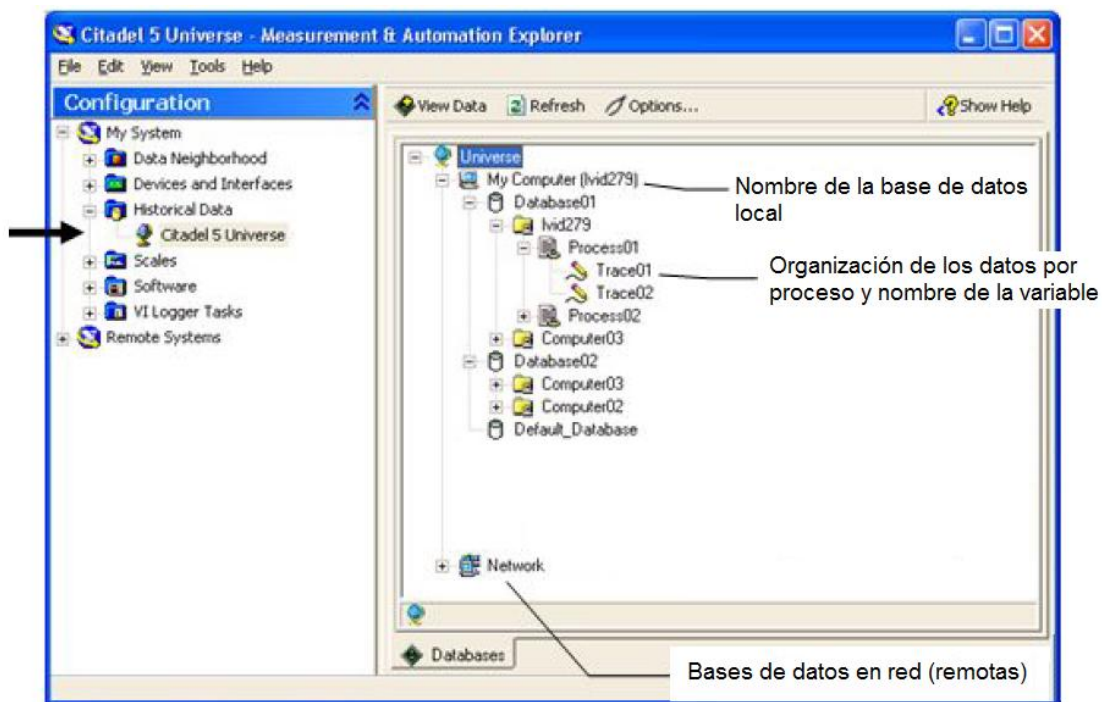 Citadel 5 Universe - Measurement & Automation Explorer
File Edit View Tools Help
Configuration
My System
Data Neighborhood
Devices and Interfaces
Historical Data
Citadel 5 Universe
Scales
Software
VI Logger Tasks
Remote Systems
View Data Refresh Options... Show Help
Universe
My Computer (lvid279)
Database01
lvid279
Process01
Trace01
Trace02
Process02
Computer03
Database02
Computer03
Computer02
Default_Database
Network
Databases
Nombre de la base de datos
local
Organización de los datos por
proceso y nombre de la variable
Bases de datos en red (remotas)